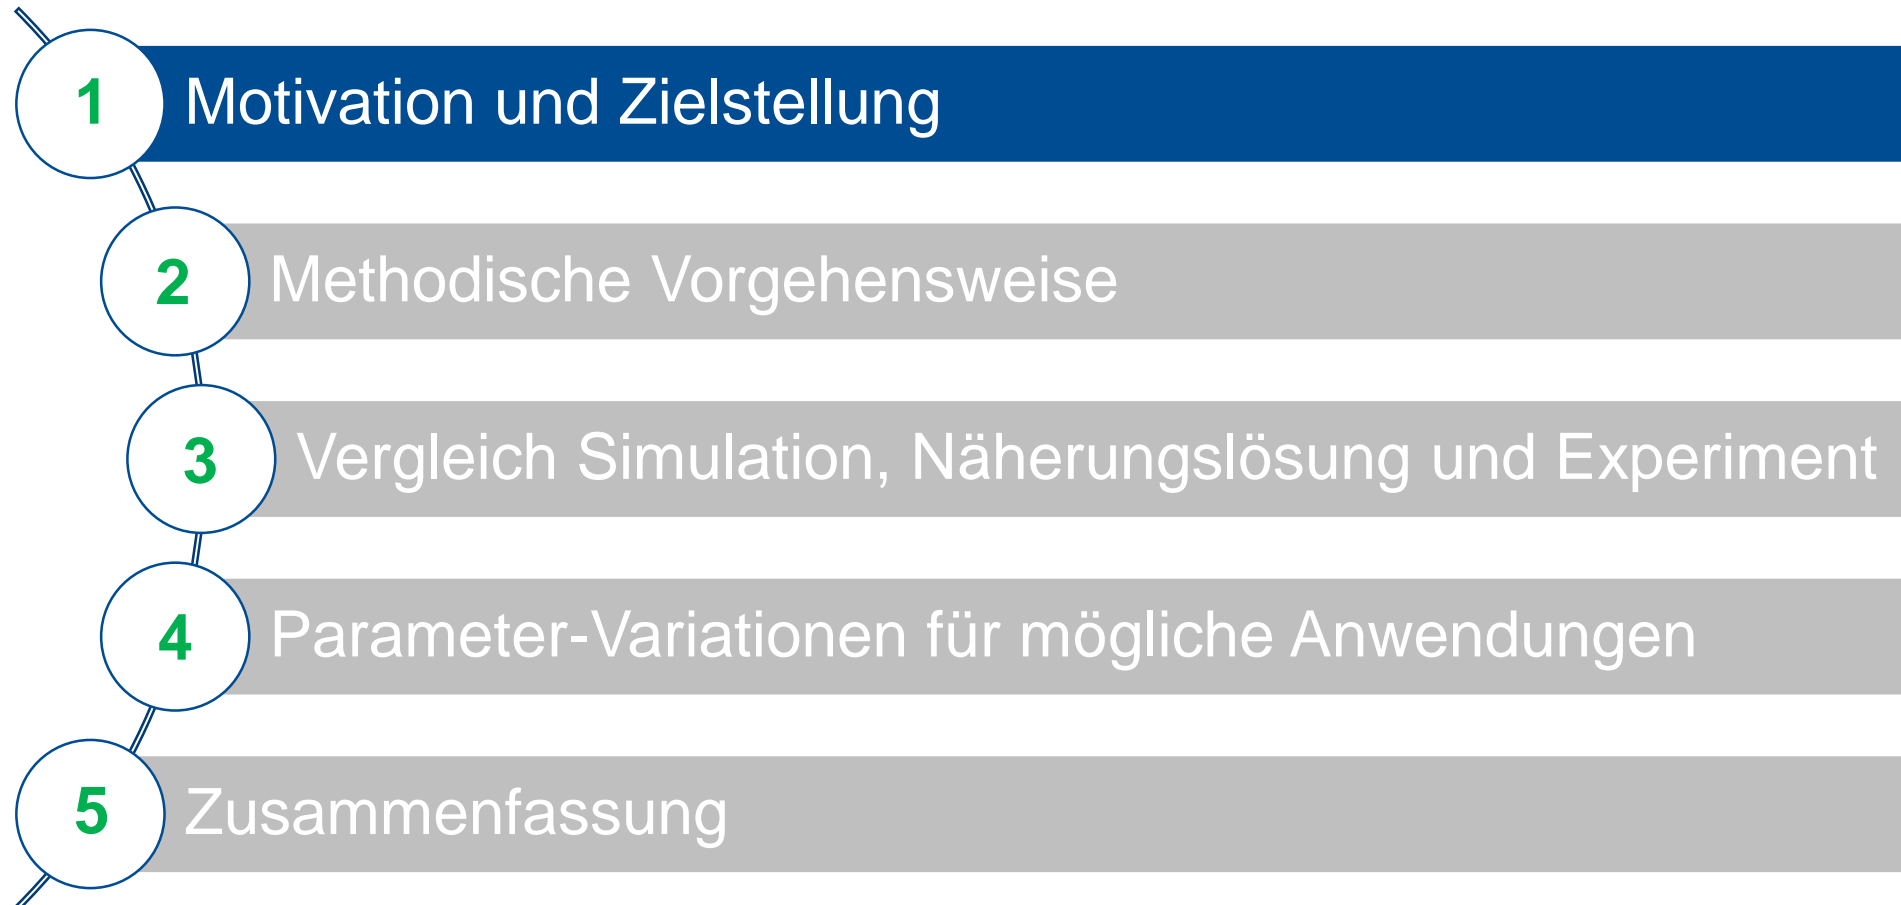 1 Motivation und Zielstellung
2 Methodische Vorgehensweise
3 Vergleich Simulation, Näherungslösung und Experiment
4 Parameter-Variationen für mögliche Anwendungen
5 Zusammenfassung